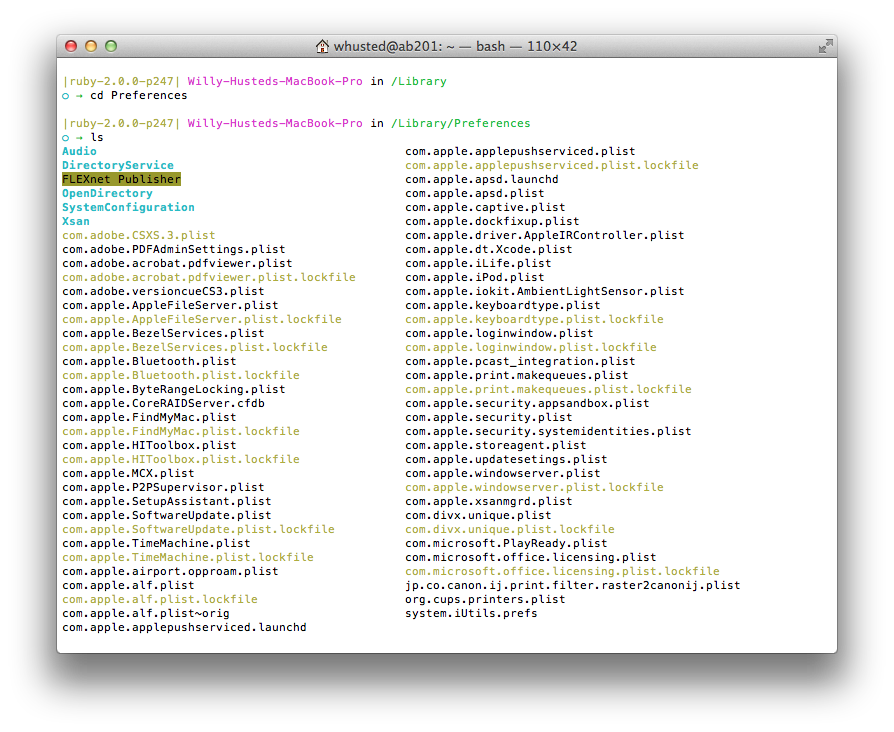 whusted@ab201: ~ — bash — 110×42
|ruby-2.0.0-p247| Willy-Husteds-MacBook-Pro in /Library
○ → cd Preferences
|ruby-2.0.0-p247| Willy-Husteds-MacBook-Pro in /Library/Preferences
○ → ls
Audio com.apple.applepushserviced.plist
DirectoryService com.apple.applepushserviced.plist.lockfile
FLEXnet Publisher com.apple.apsd.launchd
OpenDirectory com.apple.apsd.plist
SystemConfiguration com.apple.captive.plist
Xsan com.apple.dockfixup.plist
com.adobe.CSXS.3.plist com.apple.driver.AppleIRController.plist
com.adobe.PDFAdminSettings.plist com.apple.dt.Xcode.plist
com.adobe.acrobat.pdfviewer.plist com.apple.iLife.plist
com.adobe.acrobat.pdfviewer.plist.lockfile com.apple.iPod.plist
com.adobe.versioncueCS3.plist com.apple.iokit.AmbientLightSensor.plist
com.apple.AppleFileServer.plist com.apple.keyboardtype.plist
com.apple.AppleFileServer.plist.lockfile com.apple.keyboardtype.plist.lockfile
com.apple.BezelServices.plist com.apple.loginwindow.plist
com.apple.BezelServices.plist.lockfile com.apple.loginwindow.plist.lockfile
com.apple.Bluetooth.plist com.apple.pcast_integration.plist
com.apple.Bluetooth.plist.lockfile com.apple.print.makequeues.plist
com.apple.ByteRangeLocking.plist com.apple.print.makequeues.plist.lockfile
com.apple.CoreRAIDServer.cfdb com.apple.security.appsandbox.plist
com.apple.FindMyMac.plist com.apple.security.plist
com.apple.FindMyMac.plist.lockfile com.apple.security.systemidentities.plist
com.apple.HIToolbox.plist com.apple.storeagent.plist
com.apple.HIToolbox.plist.lockfile com.apple.updatesetings.plist
com.apple.MCX.plist com.apple.windowserver.plist
com.apple.P2PSupervisor.plist com.apple.windowserver.plist.lockfile
com.apple.SetupAssistant.plist com.apple.xsanmgrd.plist
com.apple.SoftwareUpdate.plist com.divx.unique.plist
com.apple.SoftwareUpdate.plist.lockfile com.divx.unique.plist.lockfile
com.apple.TimeMachine.plist com.microsoft.PlayReady.plist
com.apple.TimeMachine.plist.lockfile com.microsoft.office.licensing.plist
com.apple.airport.opproam.plist com.microsoft.office.licensing.plist.lockfile
com.apple.alf.plist jp.co.canon.ij.print.filter.raster2canonij.plist
com.apple.alf.plist.lockfile org.cups.printers.plist
com.apple.alf.plist~orig system.iUtils.prefs
com.apple.applepushserviced.launchd